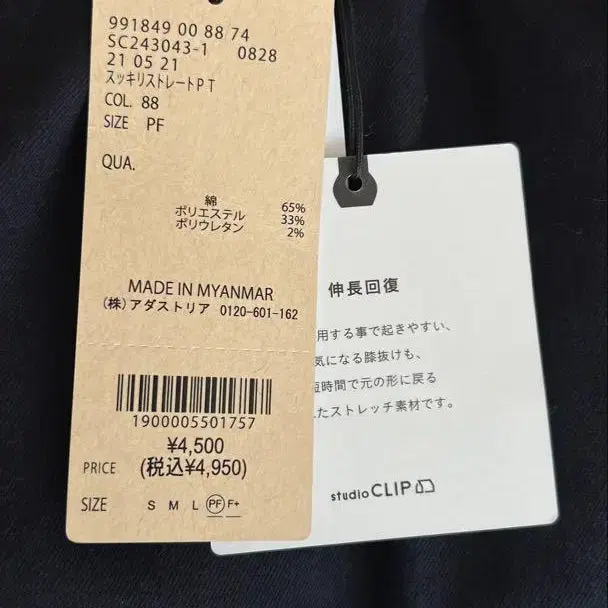 991849 00 88 74
SC243043-1 0828
21 05 21
スッキリストレートPT
COL. 88
SIZE PF
QUA.
綿 65%
ポリエステル 33%
ポリウレタン 2%
MADE IN MYANMAR
(株)アダストリア 0120-601-162
1900005501757
¥4,500
PRICE (税込¥4,950)
SIZE S M L PF F+
伸長回復
用する事で起きやすい、
気になる膝抜けも、
短時間で元の形に戻る
れたストレッチ素材です。
studio CLIP